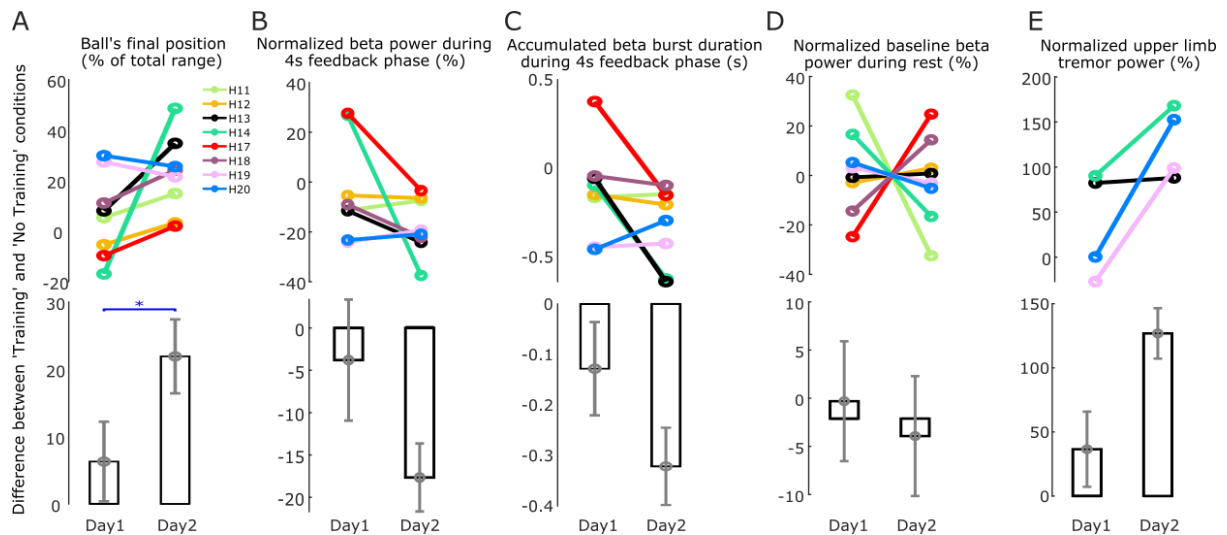 A
B
C
D
E
Ball's final position
(% of total range)
Normalized beta power during
4s feedback phase (%)
Accumulated beta burst duration
during 4s feedback phase (s)
Normalized baseline beta
power during rest (%)
Normalized upper limb
tremor power (%)
Difference between 'Training' and 'No Training' conditions
60
40
20
0
-20
H11
H12
H13
H14
H17
H18
H19
H20
40
20
0
-20
-40
0.5
0
-0.5
40
20
0
-20
-40
200
150
100
50
0
30
20
10
0
*
Day1 Day2
0
-5
-10
-15
-20
Day1 Day2
0
-0.1
-0.2
-0.3
-0.4
Day1 Day2
10
5
0
-5
-10
Day1 Day2
150
100
50
0
Day1 Day2